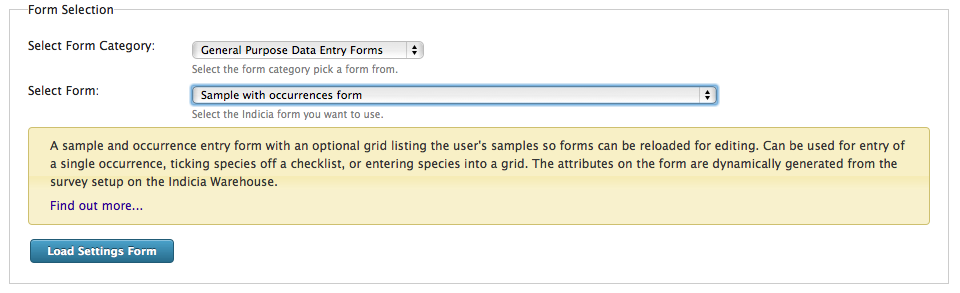 Form Selection
Select Form Category:
General Purpose Data Entry Forms
Select the form category pick a form from.
Select Form:
Sample with occurrences form
Select the Indicia form you want to use.
A sample and occurrence entry form with an optional grid listing the user's samples so forms can be reloaded for editing. Can be used for entry of
a single occurrence, ticking species off a checklist, or entering species into a grid. The attributes on the form are dynamically generated from the
survey setup on the Indicia Warehouse.
Find out more...
Load Settings Form